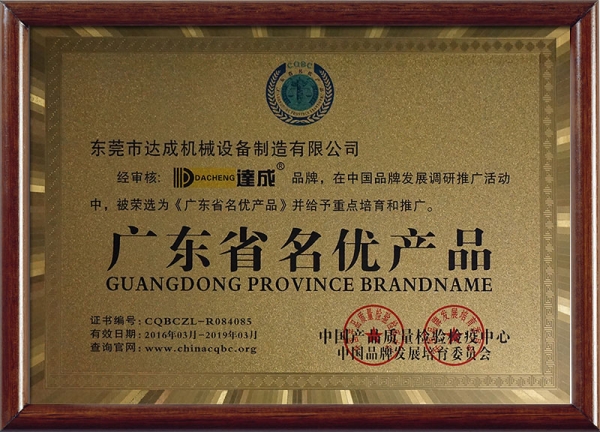 CQBC
东莞市达成机械设备制造有限公司
经审核: DACHENG 達成® 品牌，在中国品牌发展调研推广活动
中，被荣选为《广东省名优产品》并给予重点培育和推广。
广东省名优产品
GUANGDONG PROVINCE BRANDNAME
证书编号: CQBCZL-R084085
有效日期: 2016年03月-2019年03月
查询官网: www.chinacqbc.org
中国产品质量检验检疫中心
中国品牌发展培育委员会